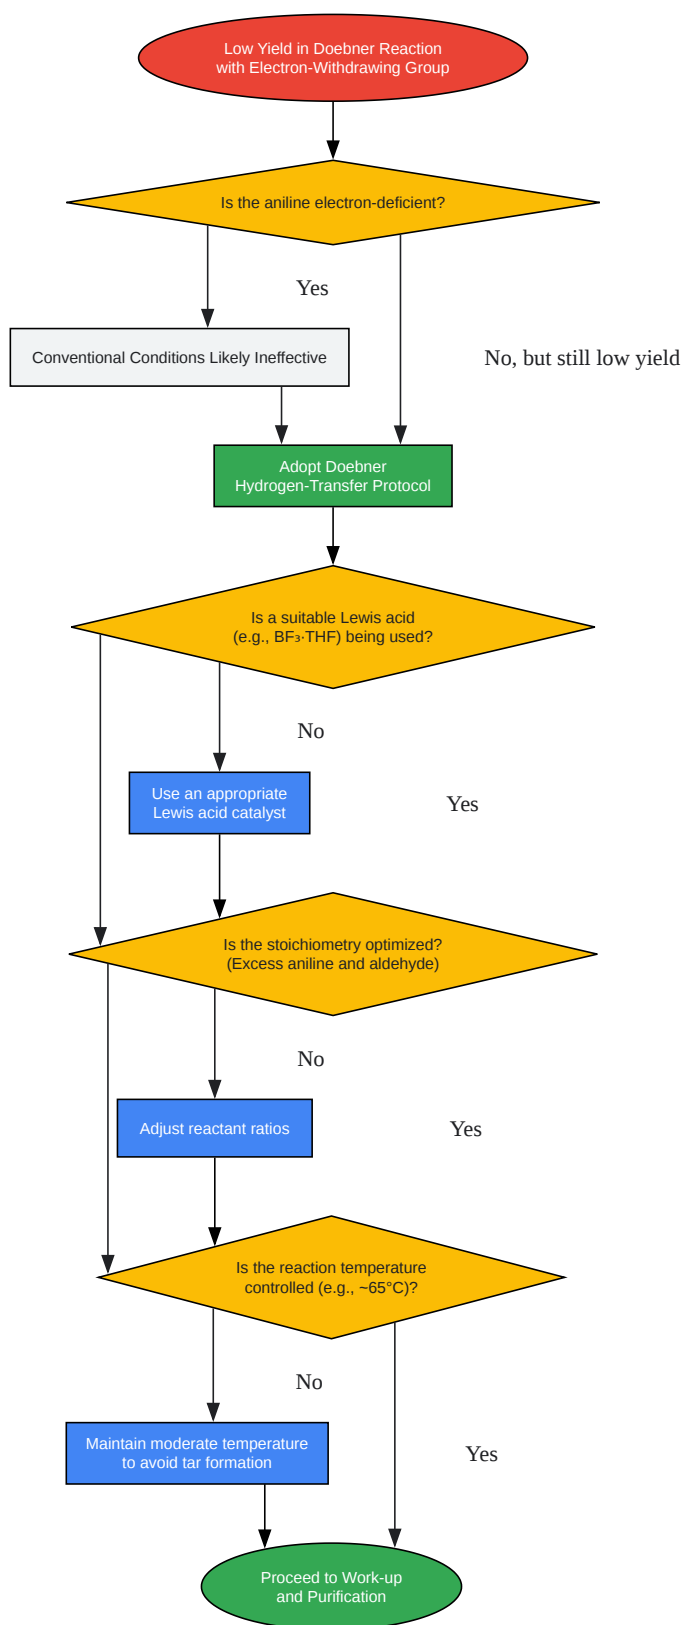 Low Yield in Doebner Reaction
with Electron-Withdrawing Group
Is the aniline electron-deficient?
Yes
Conventional Conditions Likely Ineffective
No, but still low yield
Adopt Doebner
Hydrogen-Transfer Protocol
Is a suitable Lewis acid
(e.g., BF₃·THF) being used?
No
Use an appropriate
Lewis acid catalyst
Yes
Is the stoichiometry optimized?
(Excess aniline and aldehyde)
No
Adjust reactant ratios
Yes
Is the reaction temperature
controlled (e.g., ~65°C)?
No
Maintain moderate temperature
to avoid tar formation
Yes
Proceed to Work-up
and Purification